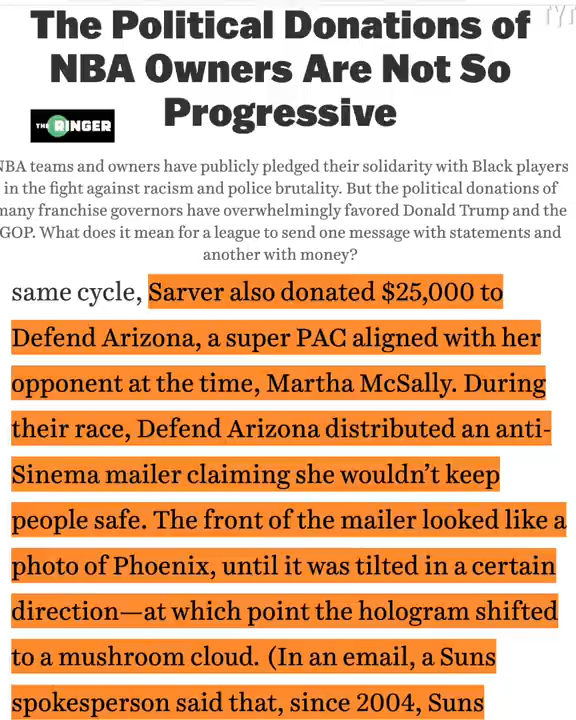 The Political Donations of
NBA Owners Are Not So
Progressive
TYT
THE RINGER
NBA teams and owners have publicly pledged their solidarity with Black players
in the fight against racism and police brutality. But the political donations of
many franchise governors have overwhelmingly favored Donald Trump and the
GOP. What does it mean for a league to send one message with statements and
another with money?
same cycle, Sarver also donated $25,000 to
Defend Arizona, a super PAC aligned with her
opponent at the time, Martha McSally. During
their race, Defend Arizona distributed an anti-
Sinema mailer claiming she wouldn’t keep
people safe. The front of the mailer looked like a
photo of Phoenix, until it was tilted in a certain
direction—at which point the hologram shifted
to a mushroom cloud. (In an email, a Suns
spokesperson said that, since 2004, Suns